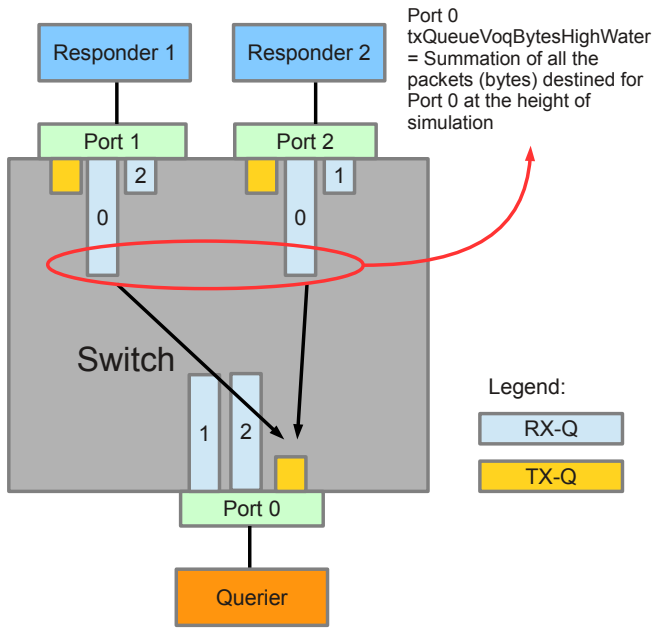 Responder 1
Responder 2
Port 0
txQueueVoqBytesHighWater
= Summation of all the
packets (bytes) destined for
Port 0 at the height of
simulation
Port 1
Port 2
2
1
0
0
Switch
1
2
Legend:
RX-Q
TX-Q
Port 0
Querier